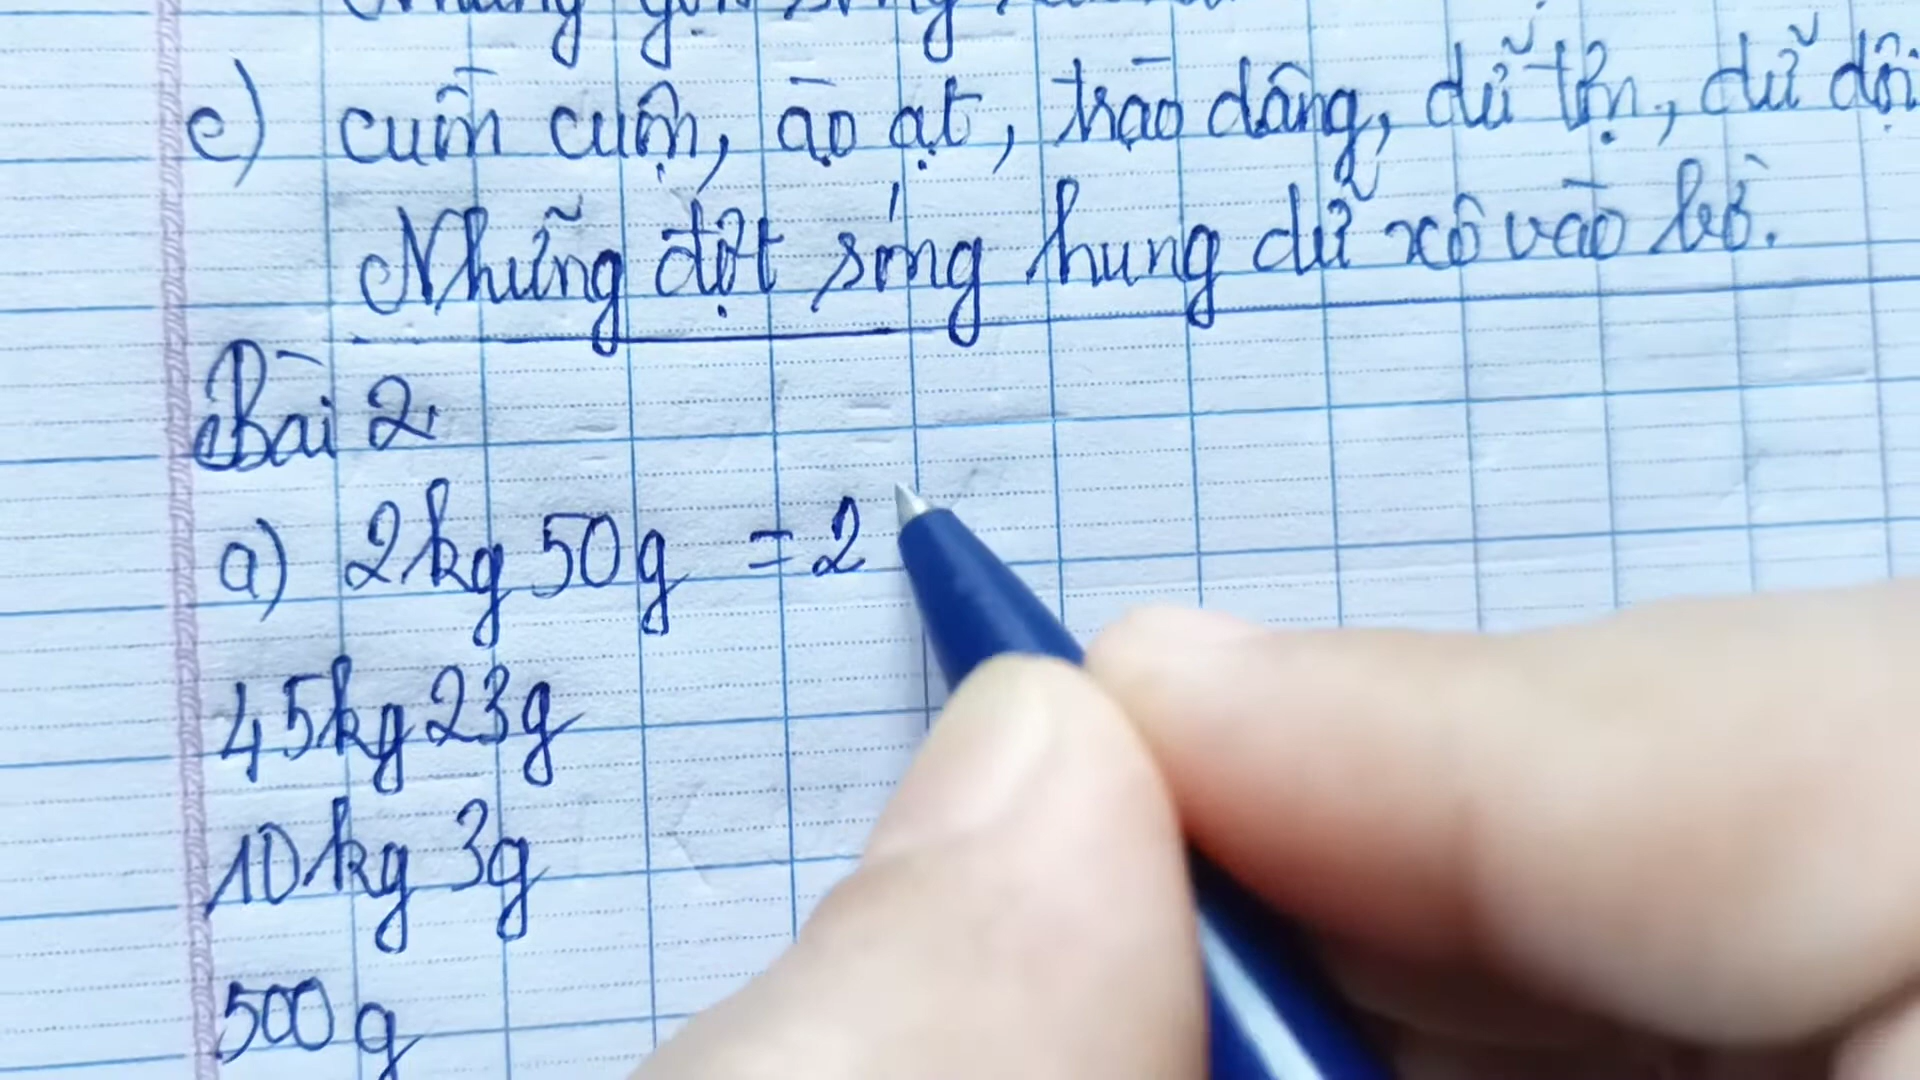 c) cuồn cuộn, ào ạt, trào dâng, dữ tợn, dữ dội
Những đợt sóng hung dữ xô vào bờ.
Bài 2.
a) 2kg 50g = 2
45kg 23g
10kg 3g
500g